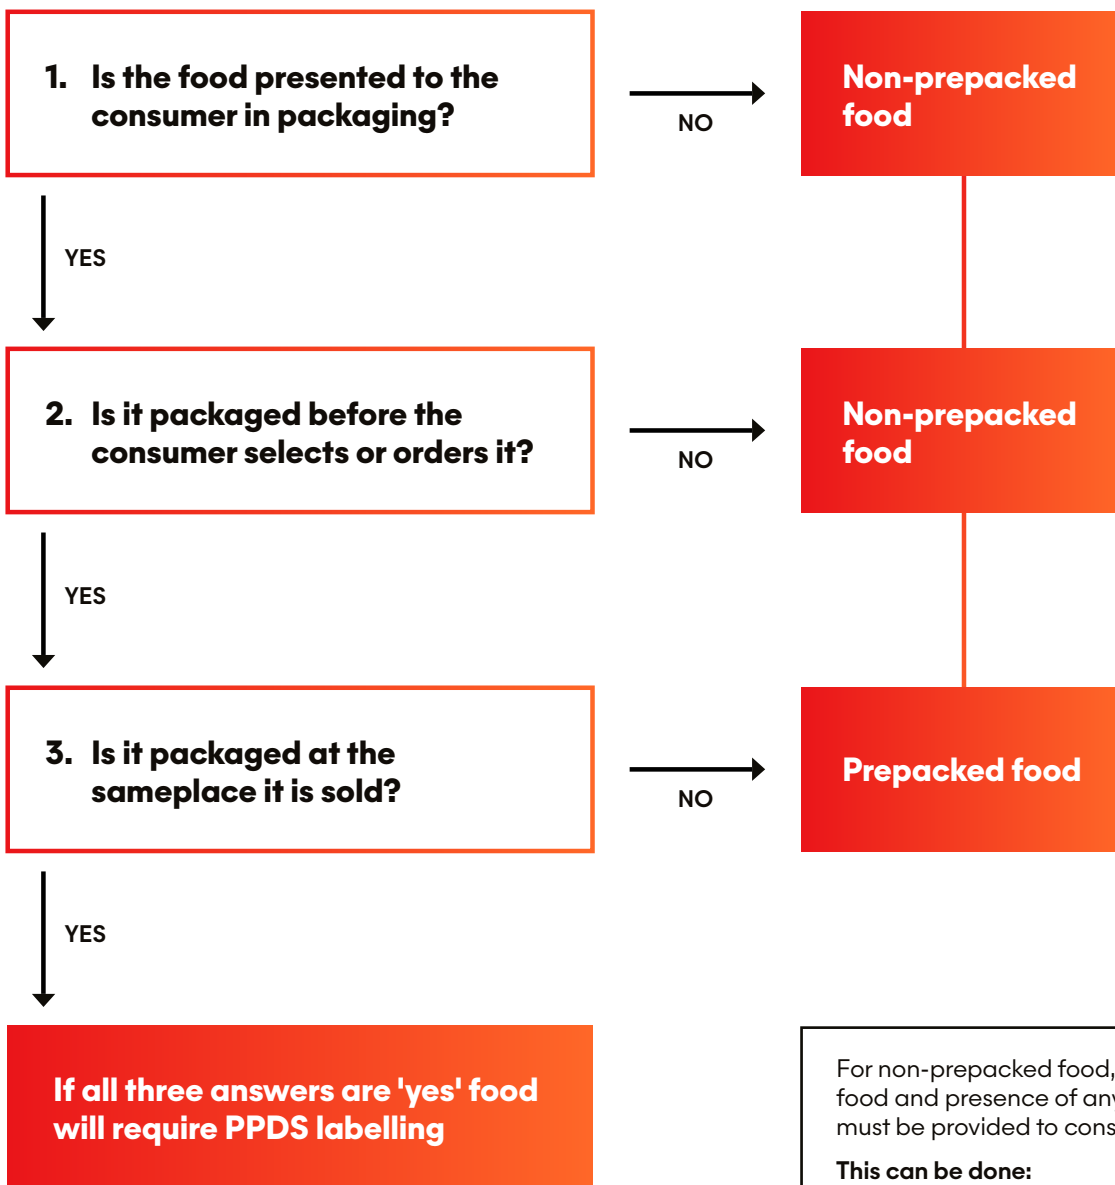 1. Is the food presented to the
consumer in packaging?
NO
Non-prepacked
food
YES
2. Is it packaged before the
consumer selects or orders it?
NO
Non-prepacked
food
YES
3. Is it packaged at the
sameplace it is sold?
NO
Prepacked food
YES
If all three answers are 'yes' food
will require PPDS labelling
For non-prepacked food,
food and presence of
must be provided to
This can be done: